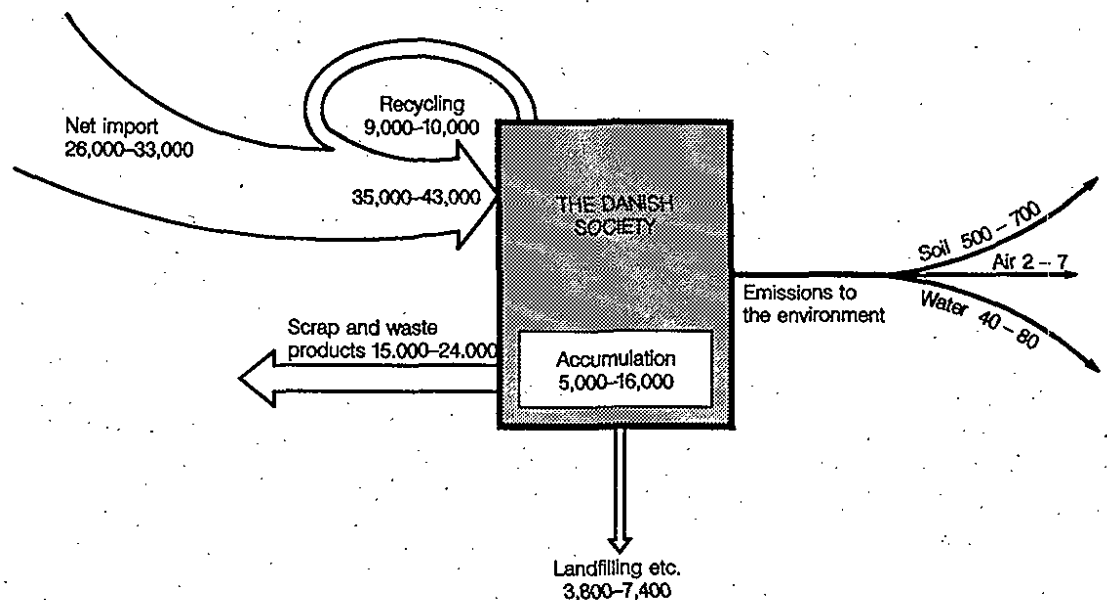 Recycling
9,000–10,000
Net import
26,000–33,000
35,000–43,000
THE DANISH
SOCIETY
Soil 500 – 700
Air 2 – 7
Water 40 – 80
Emissions to
the environment
Scrap and waste
products 15.000–24.000
Accumulation
5,000–16,000
Landfilling etc.
3,800–7,400